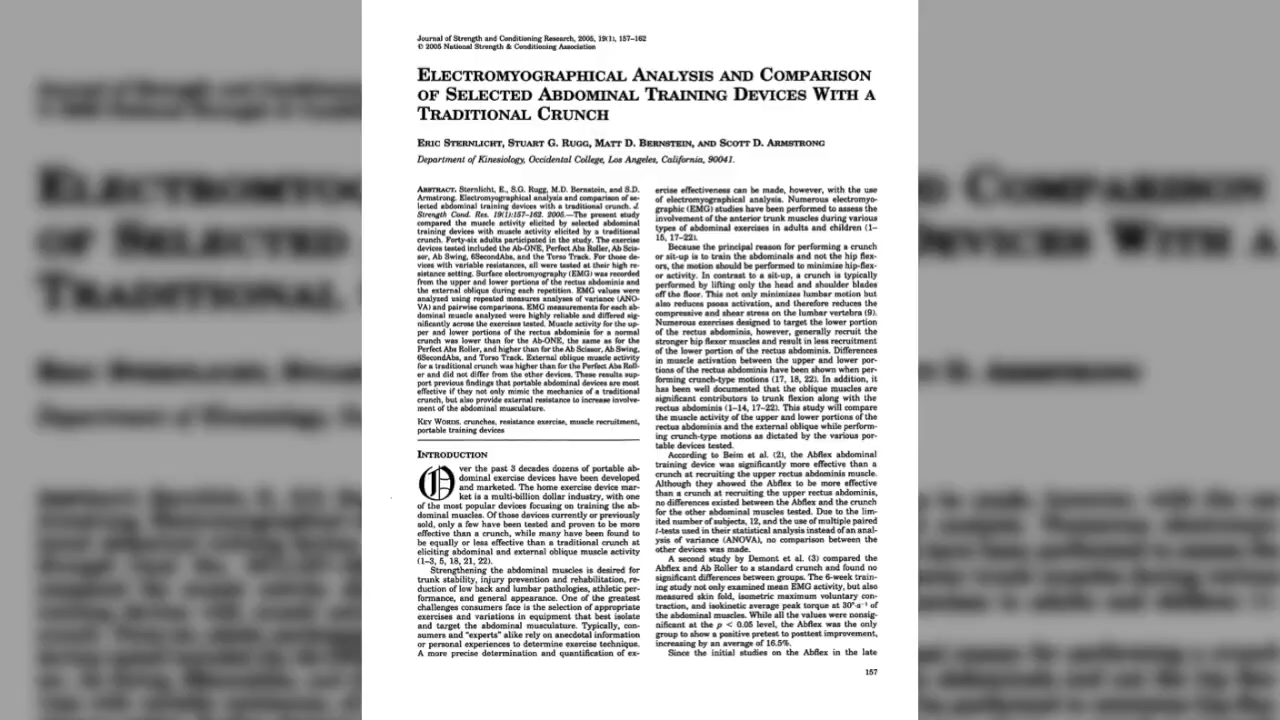 Journal of Strength and Conditioning Research, 2005, 19(1), 157–162
© 2005 National Strength & Conditioning Association
ELECTROMYOGRAPHICAL ANALYSIS AND COMPARISON
OF SELECTED ABDOMINAL TRAINING DEVICES WITH A
TRADITIONAL CRUNCH
ERIC STERNLICHT, STUART G. RUGG, MATT D. BERNSTEIN, AND SCOTT D. ARMSTRONG
Department of Kinesiology, Occidental College, Los Angeles, California, 90041.
ABSTRACT. Sternlicht, E., S.G. Rugg, M.D. Bernstein, and S.D.
Armstrong. Electromyographical analysis and comparison of se-
lected abdominal training devices with a traditional crunch. J.
Strength Cond. Res. 19(1):157–162. 2005.—The present study
compared the muscle activity elicited by selected abdominal
training devices with muscle activity elicited by a traditional
crunch. Forty-six adults participated in the study. The exercise
devices tested included the Ab-ONE, Perfect Abs Roller, Ab Scis-
sor, Ab Swing, 6SecondAbs, and the Torso Track. For those de-
vices with variable resistances, all were tested at their high re-
sistance setting. Surface electromyography (EMG) was recorded
from the upper and lower portions of the rectus abdominis and
the external oblique during each repetition. EMG values were
analyzed using repeated measures analyses of variance (ANO-
VA) and pairwise comparisons. EMG measurements for each ab-
dominal muscle analyzed were highly reliable and differed sig-
nificantly across the exercises tested. Muscle activity for the up-
per and lower portions of the rectus abdominis for a normal
crunch was lower than for the Ab-ONE, the same as for the
Perfect Abs Roller, and higher than for the Ab Scissor, Ab Swing,
6SecondAbs, and Torso Track. External oblique muscle activity
for a traditional crunch was higher than for the Perfect Abs Roll-
er and did not differ from the other devices. These results sup-
port previous findings that portable abdominal devices are most
effective if they not only mimic the mechanics of a traditional
crunch, but also provide external resistance to increase involve-
ment of the abdominal musculature.
KEY WORDS. crunches, resistance exercise, muscle recruitment,
portable training devices
INTRODUCTION
Over the past 3 decades dozens of portable ab-
dominal exercise devices have been developed
and marketed. The home exercise device mar-
ket is a multi-billion dollar industry, with one
of the most popular devices focusing on training the ab-
dominal muscles. Of those devices currently or previously
sold, only a few have been tested and proven to be more
effective than a crunch, while many have been found to
be equally or less effective than a traditional crunch at
eliciting abdominal and external oblique muscle activity
(1–3, 5, 18, 21, 22).
Strengthening the abdominal muscles is desired for
trunk stability, injury prevention and rehabilitation, re-
duction of low back and lumbar pathologies, athletic per-
formance, and general appearance. One of the greatest
challenges consumers face is the selection of appropriate
exercises and variations in equipment that best isolate
and target the abdominal musculature. Typically, con-
sumers and “experts” alike rely on anecdotal information
or personal experiences to determine exercise technique.
A more precise determination and quantification of ex-
ercise effectiveness can be made, however, with the use
of electromyographical analysis. Numerous electromyo-
graphic (EMG) studies have been performed to assess the
involvement of the anterior trunk muscles during various
types of abdominal exercises in adults and children (1–
15, 17–22).
Because the principal reason for performing a crunch
or sit-up is to train the abdominals and not the hip flex-
ors, the motion should be performed to minimize hip-flex-
or activity. In contrast to a sit-up, a crunch is typically
performed by lifting only the head and shoulder blades
off the floor. This not only minimizes lumbar motion but
also reduces psoas activation, and therefore reduces the
compressive and shear stress on the lumbar vertebra (9).
Numerous exercises designed to target the lower portion
of the rectus abdominis, however, generally recruit the
stronger hip flexor muscles and result in less recruitment
of the lower portion of the rectus abdominis. Differences
in muscle activation between the upper and lower por-
tions of the rectus abdominis have been shown when per-
forming crunch-type motions (17, 18, 22). In addition, it
has been well documented that the oblique muscles are
significant contributors to trunk flexion along with the
rectus abdominis (1–14, 17–22). This study will compare
the muscle activity of the upper and lower portions of the
rectus abdominis and the external oblique while perform-
ing crunch-type motions as dictated by the various por-
table devices tested.
According to Beim et al. (2), the Abflex abdominal
training device was significantly more effective than a
crunch at recruiting the upper rectus abdominis muscle.
Although they showed the Abflex to be more effective
than a crunch at recruiting the upper rectus abdominis,
no differences existed between the Abflex and the crunch
for the other abdominal muscles tested. Due to the lim-
ited number of subjects, 12, and the use of multiple paired
t-tests used in their statistical analysis instead of an anal-
ysis of variance (ANOVA), no comparison between the
other devices was made.
A second study by Demont et al. (3) compared the
Abflex and Ab Roller to a standard crunch and found no
significant differences between groups. The 6-week train-
ing study not only examined mean EMG activity, but also
measured skin fold, isometric maximum voluntary con-
traction, and isokinetic average peak torque at 30°·s⁻¹ of
the abdominal muscles. While all the values were nonsig-
nificant at the p < 0.05 level, the Abflex was the only
group to show a positive pretest to posttest improvement,
increasing by an average of 16.5%.
Since the initial studies on the Abflex in the late
157